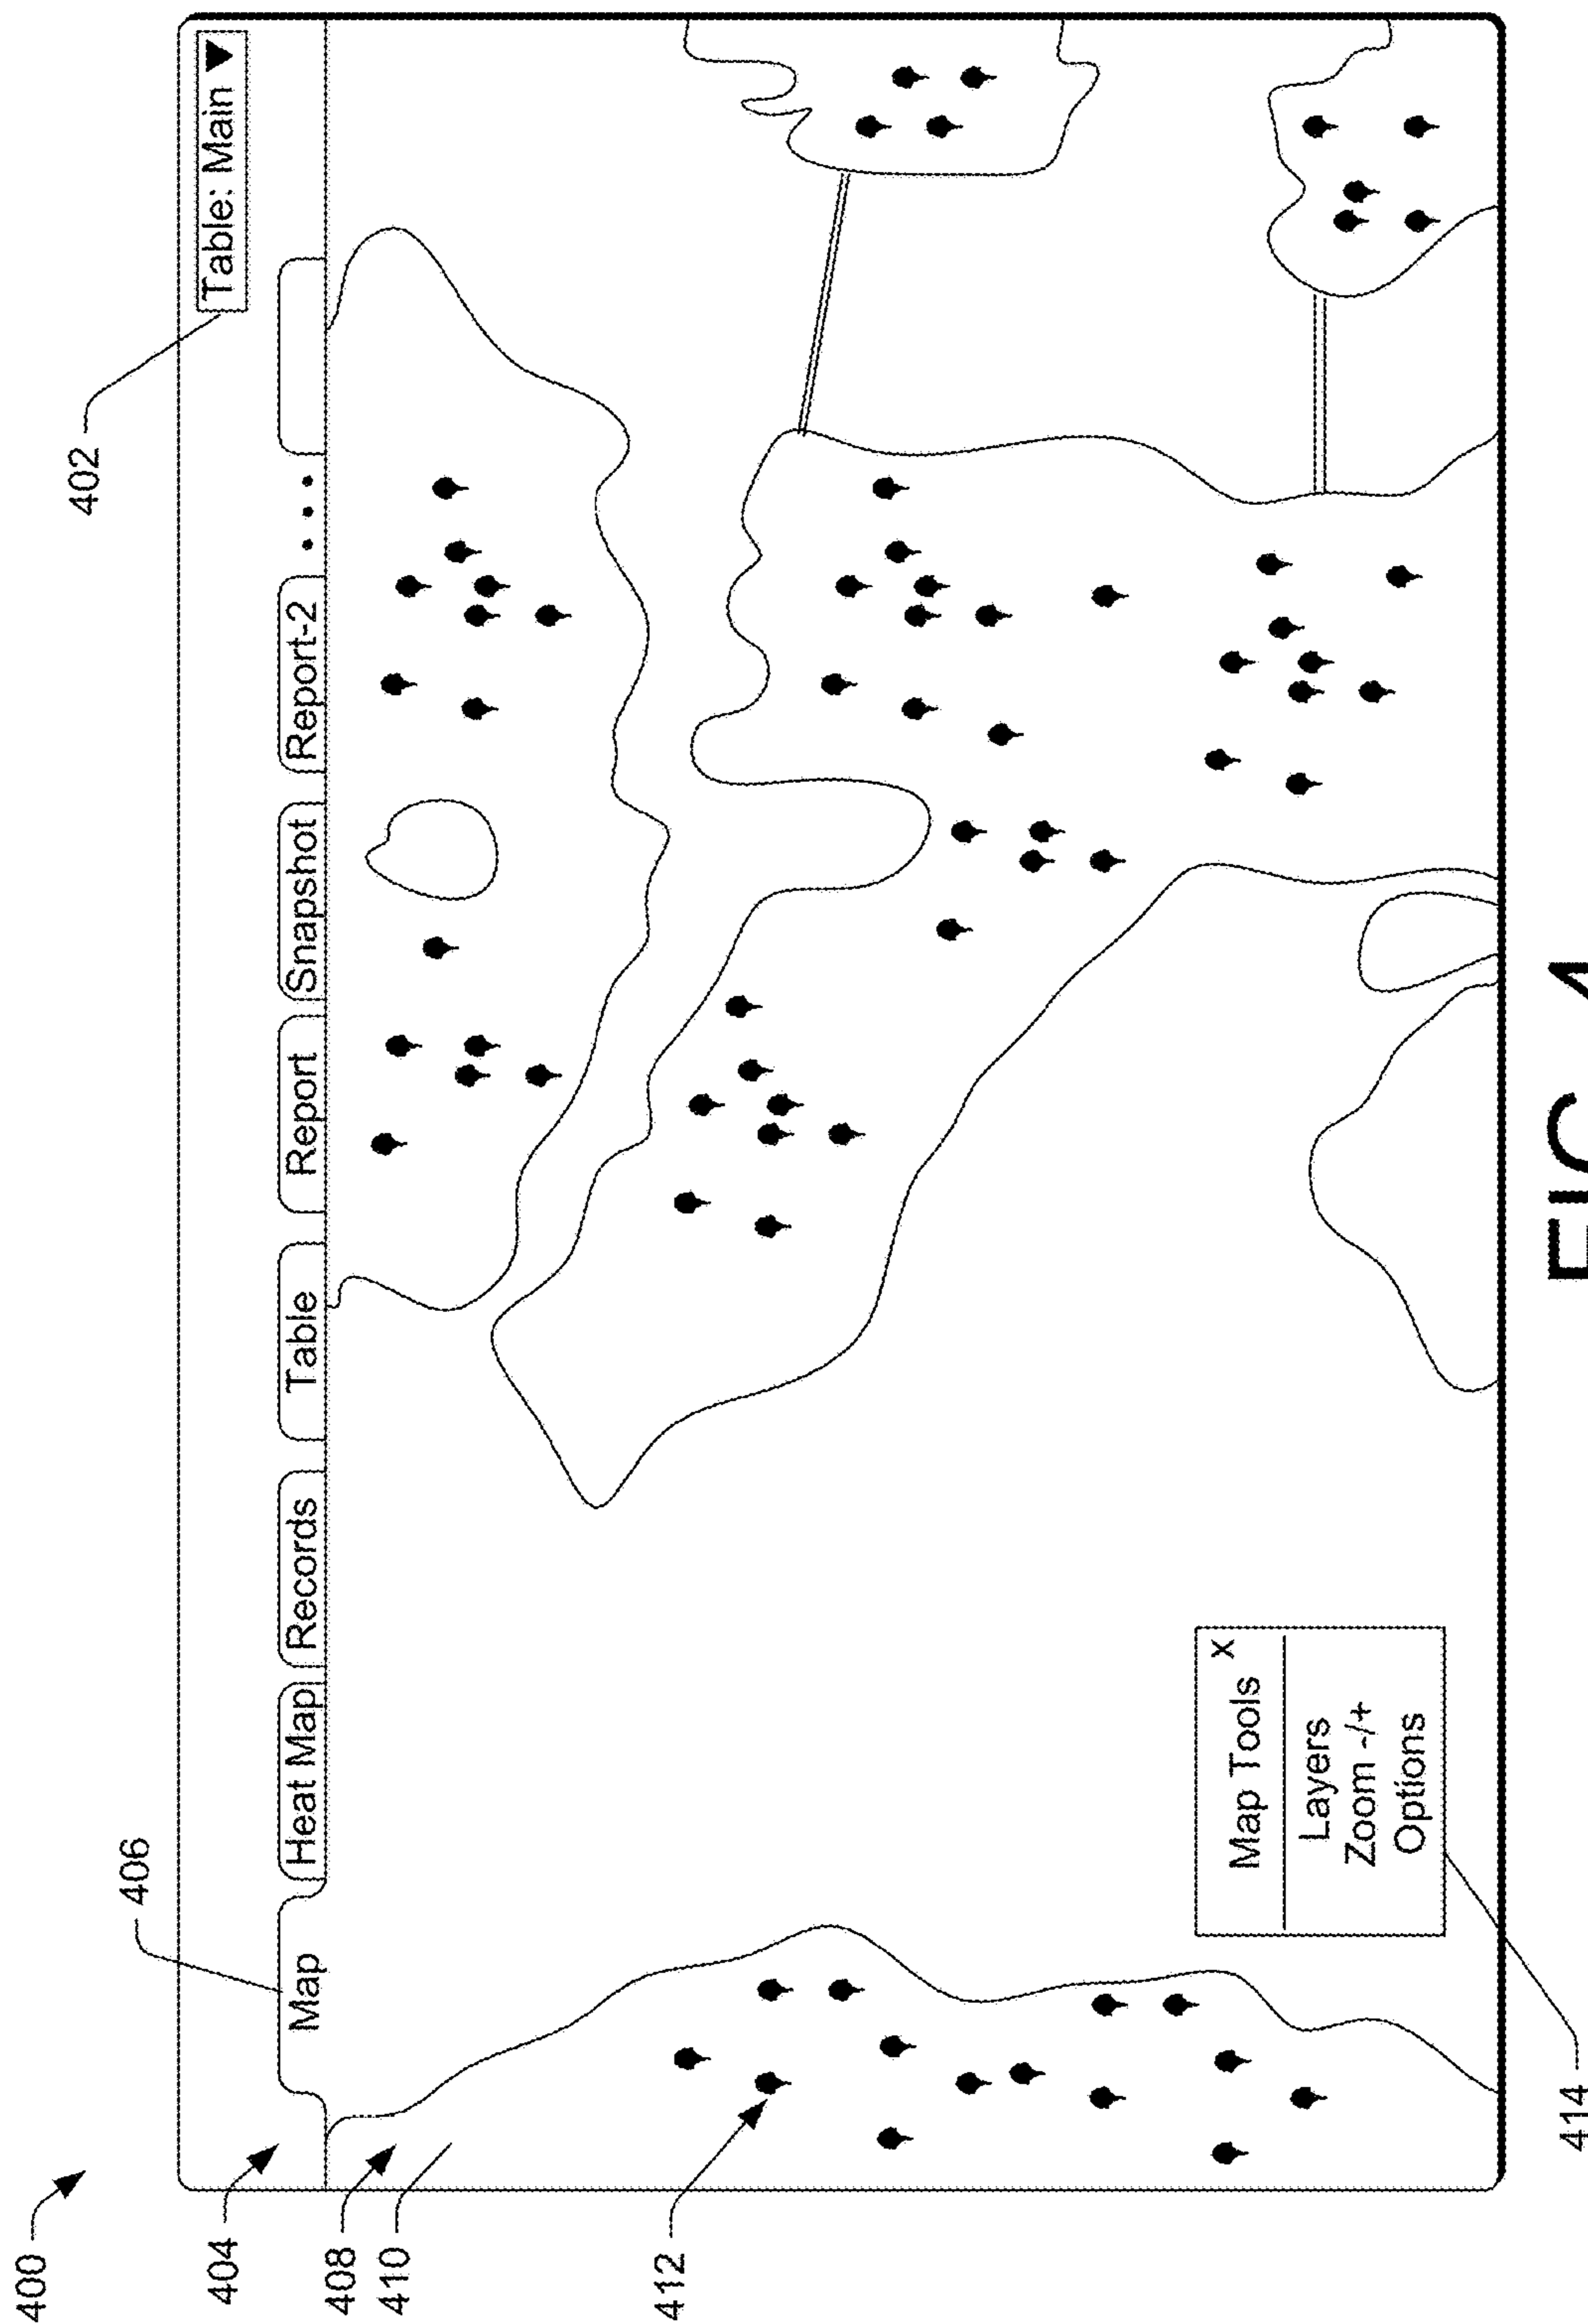 400
402
Table: Main ▼
404
406
Map
Heat Map
Records
Table
Report
Snapshot
Report-2
...
408
410
412
Map Tools X
Layers
Zoom -/+
Options
414
FIG. 4